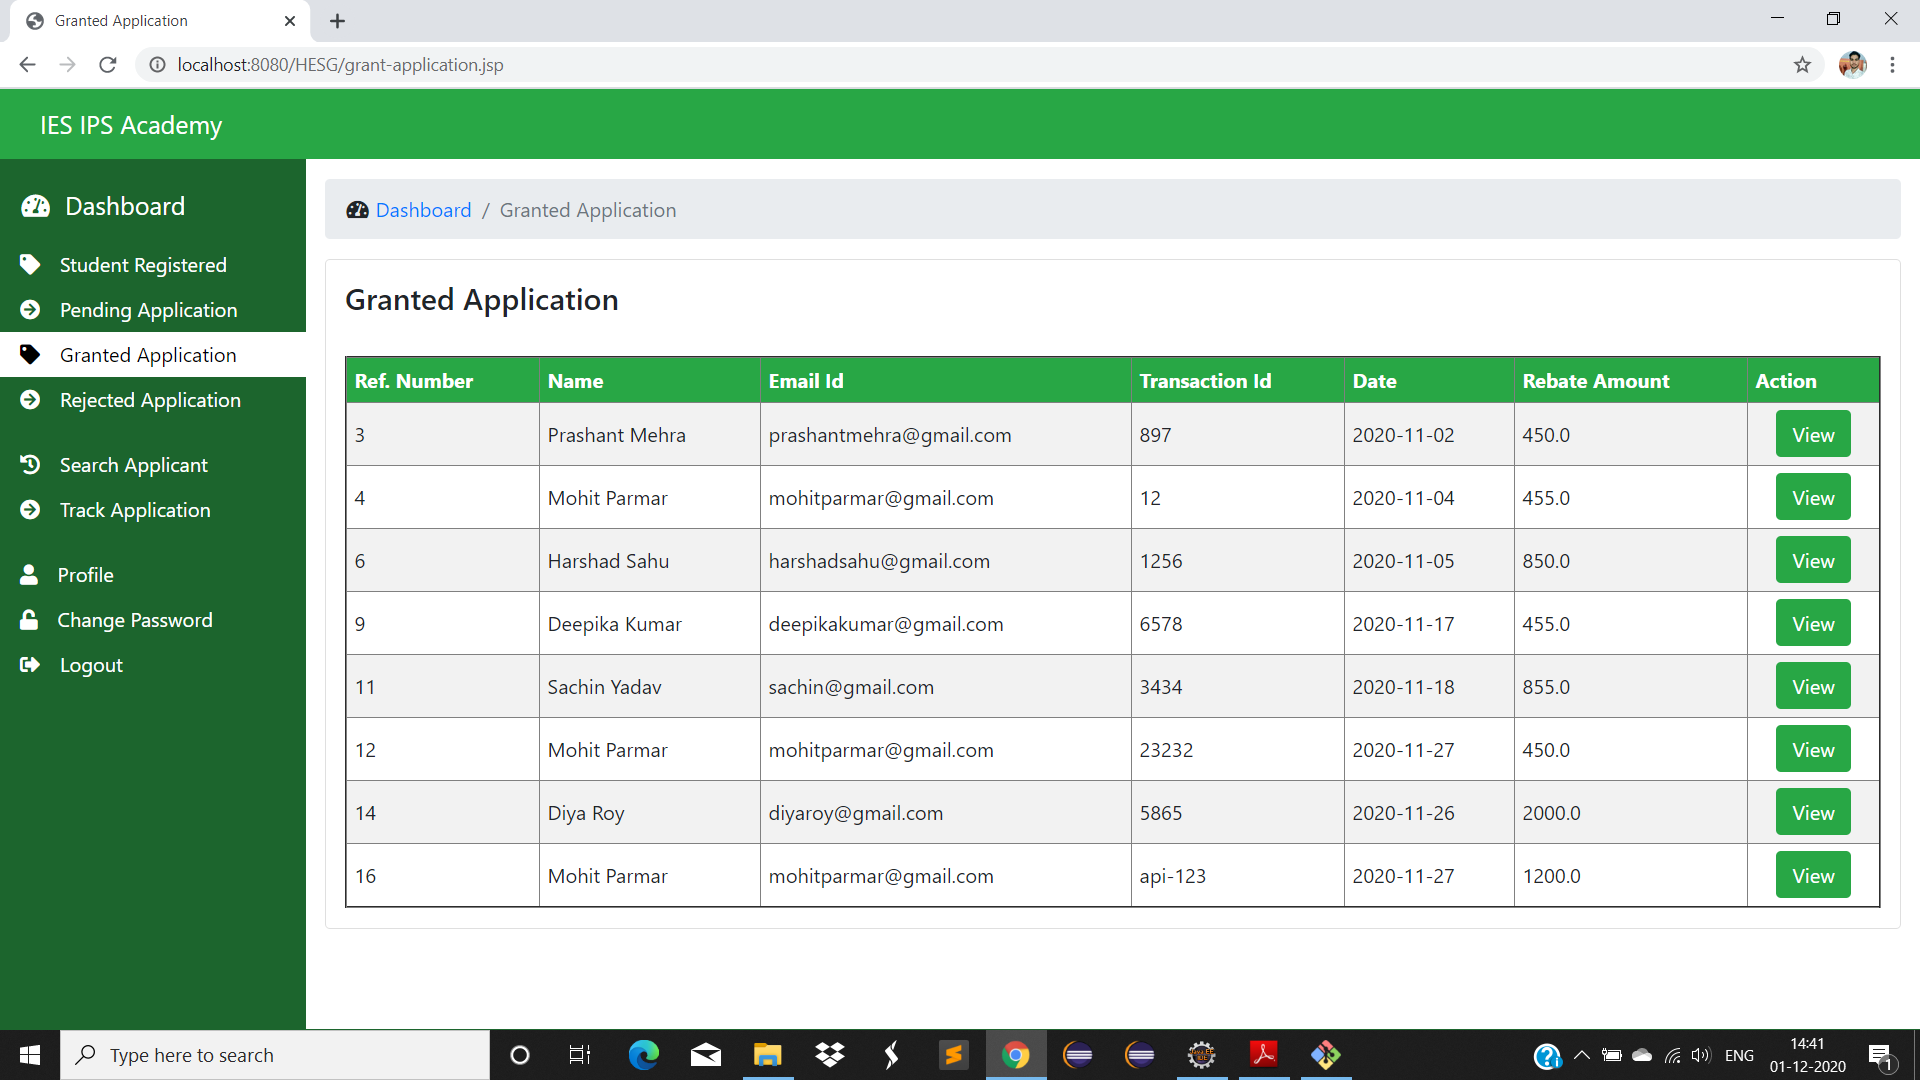 Granted Application
localhost:8080/HESG/grant-application.jsp
IES IPS Academy
Dashboard
Student Registered
Pending Application
Granted Application
Rejected Application
Search Applicant
Track Application
Profile
Change Password
Logout
Dashboard / Granted Application
Granted Application
Ref. Number Name Email Id Transaction Id Date Rebate Amount Action
3 Prashant Mehra prashantmehra@gmail.com 897 2020-11-02 450.0 View
4 Mohit Parmar mohitparmar@gmail.com 12 2020-11-04 455.0 View
6 Harshad Sahu harshadsahu@gmail.com 1256 2020-11-05 850.0 View
9 Deepika Kumar deepikakumar@gmail.com 6578 2020-11-17 455.0 View
11 Sachin Yadav sachin@gmail.com 3434 2020-11-18 855.0 View
12 Mohit Parmar mohitparmar@gmail.com 23232 2020-11-27 450.0 View
14 Diya Roy diyaroy@gmail.com 5865 2020-11-26 2000.0 View
16 Mohit Parmar mohitparmar@gmail.com api-123 2020-11-27 1200.0 View
Type here to search
ENG
14:41
01-12-2020
1